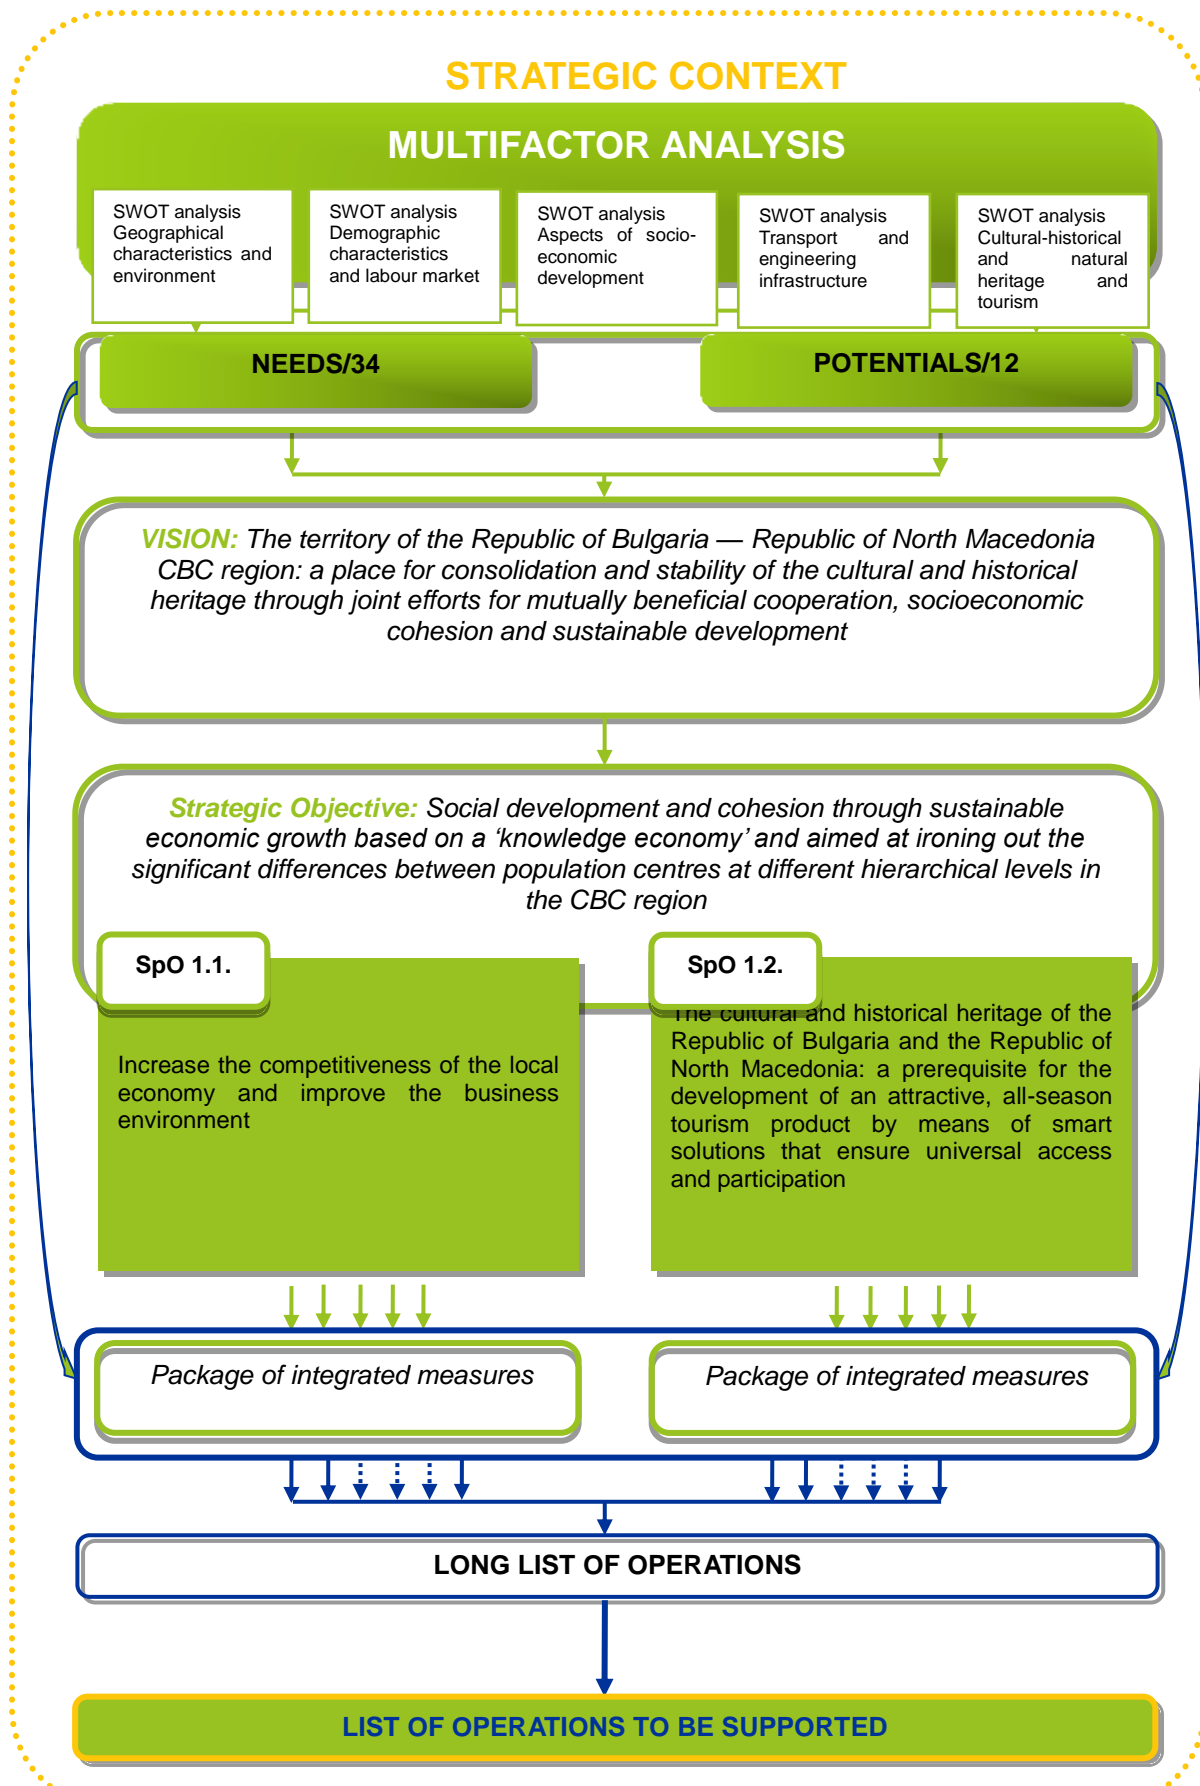 STRATEGIC CONTEXT
MULTIFACTOR ANALYSIS
SWOT analysis
Geographical
characteristics and
environment
SWOT analysis
Demographic
characteristics
and labour market
SWOT analysis
Aspects of socio-
economic
development
SWOT analysis
Transport and
engineering
infrastructure
SWOT analysis
Cultural-historical
and natural
heritage and
tourism
NEEDS/34
POTENTIALS/12
VISION: The territory of the Republic of Bulgaria — Republic of North Macedonia
CBC region: a place for consolidation and stability of the cultural and historical
heritage through joint efforts for mutually beneficial cooperation, socioeconomic
cohesion and sustainable development
Strategic Objective: Social development and cohesion through sustainable
economic growth based on a ‘knowledge economy’ and aimed at ironing out the
significant differences between population centres at different hierarchical levels in
the CBC region
SpO 1.1.
Increase the competitiveness of the local
economy and improve the business
environment
SpO 1.2.
The cultural and historical heritage of the
Republic of Bulgaria and the Republic of
North Macedonia: a prerequisite for the
development of an attractive, all-season
tourism product by means of smart
solutions that ensure universal access
and participation
Package of integrated measures
Package of integrated measures
LONG LIST OF OPERATIONS
LIST OF OPERATIONS TO BE SUPPORTED